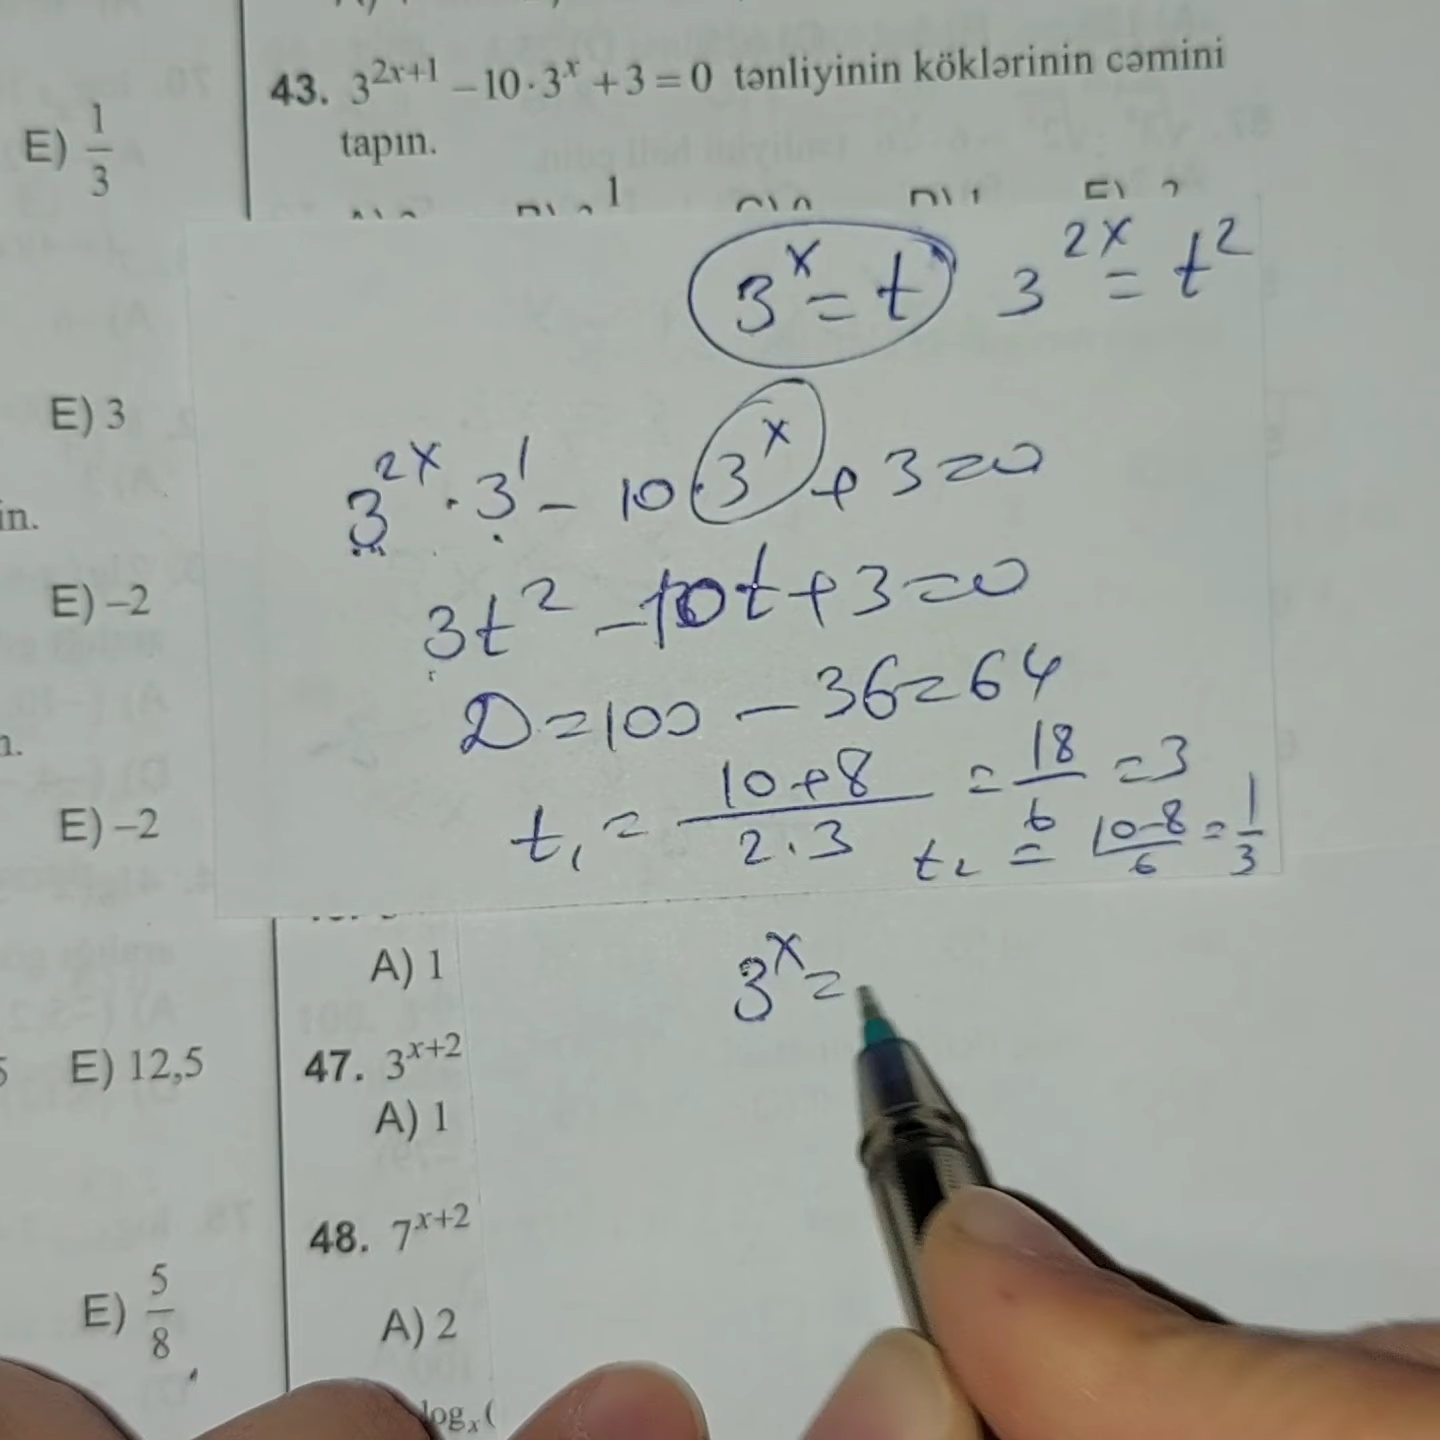 E) 1/3
E) 3
in.
E) –2
E) –2
E) 12,5
E) 5/8
43. 3^{2x+1} – 10 · 3^x + 3 = 0 tənliyinin köklərinin cəmini
tapın.
3^x = t 3^{2x} = t^2
3^{2x} · 3^1 – 10 · 3^x + 3 = 0
3t^2 – 10t + 3 = 0
D = 100 – 36 = 64
t_1 = (10+8)/(2·3) = 18/6 = 3
t_2 = (10–8)/6 = 1/3
3^x =
A) 1
47. 3^{x+2}
A) 1
48. 7^{x+2}
A) 2
log_x(